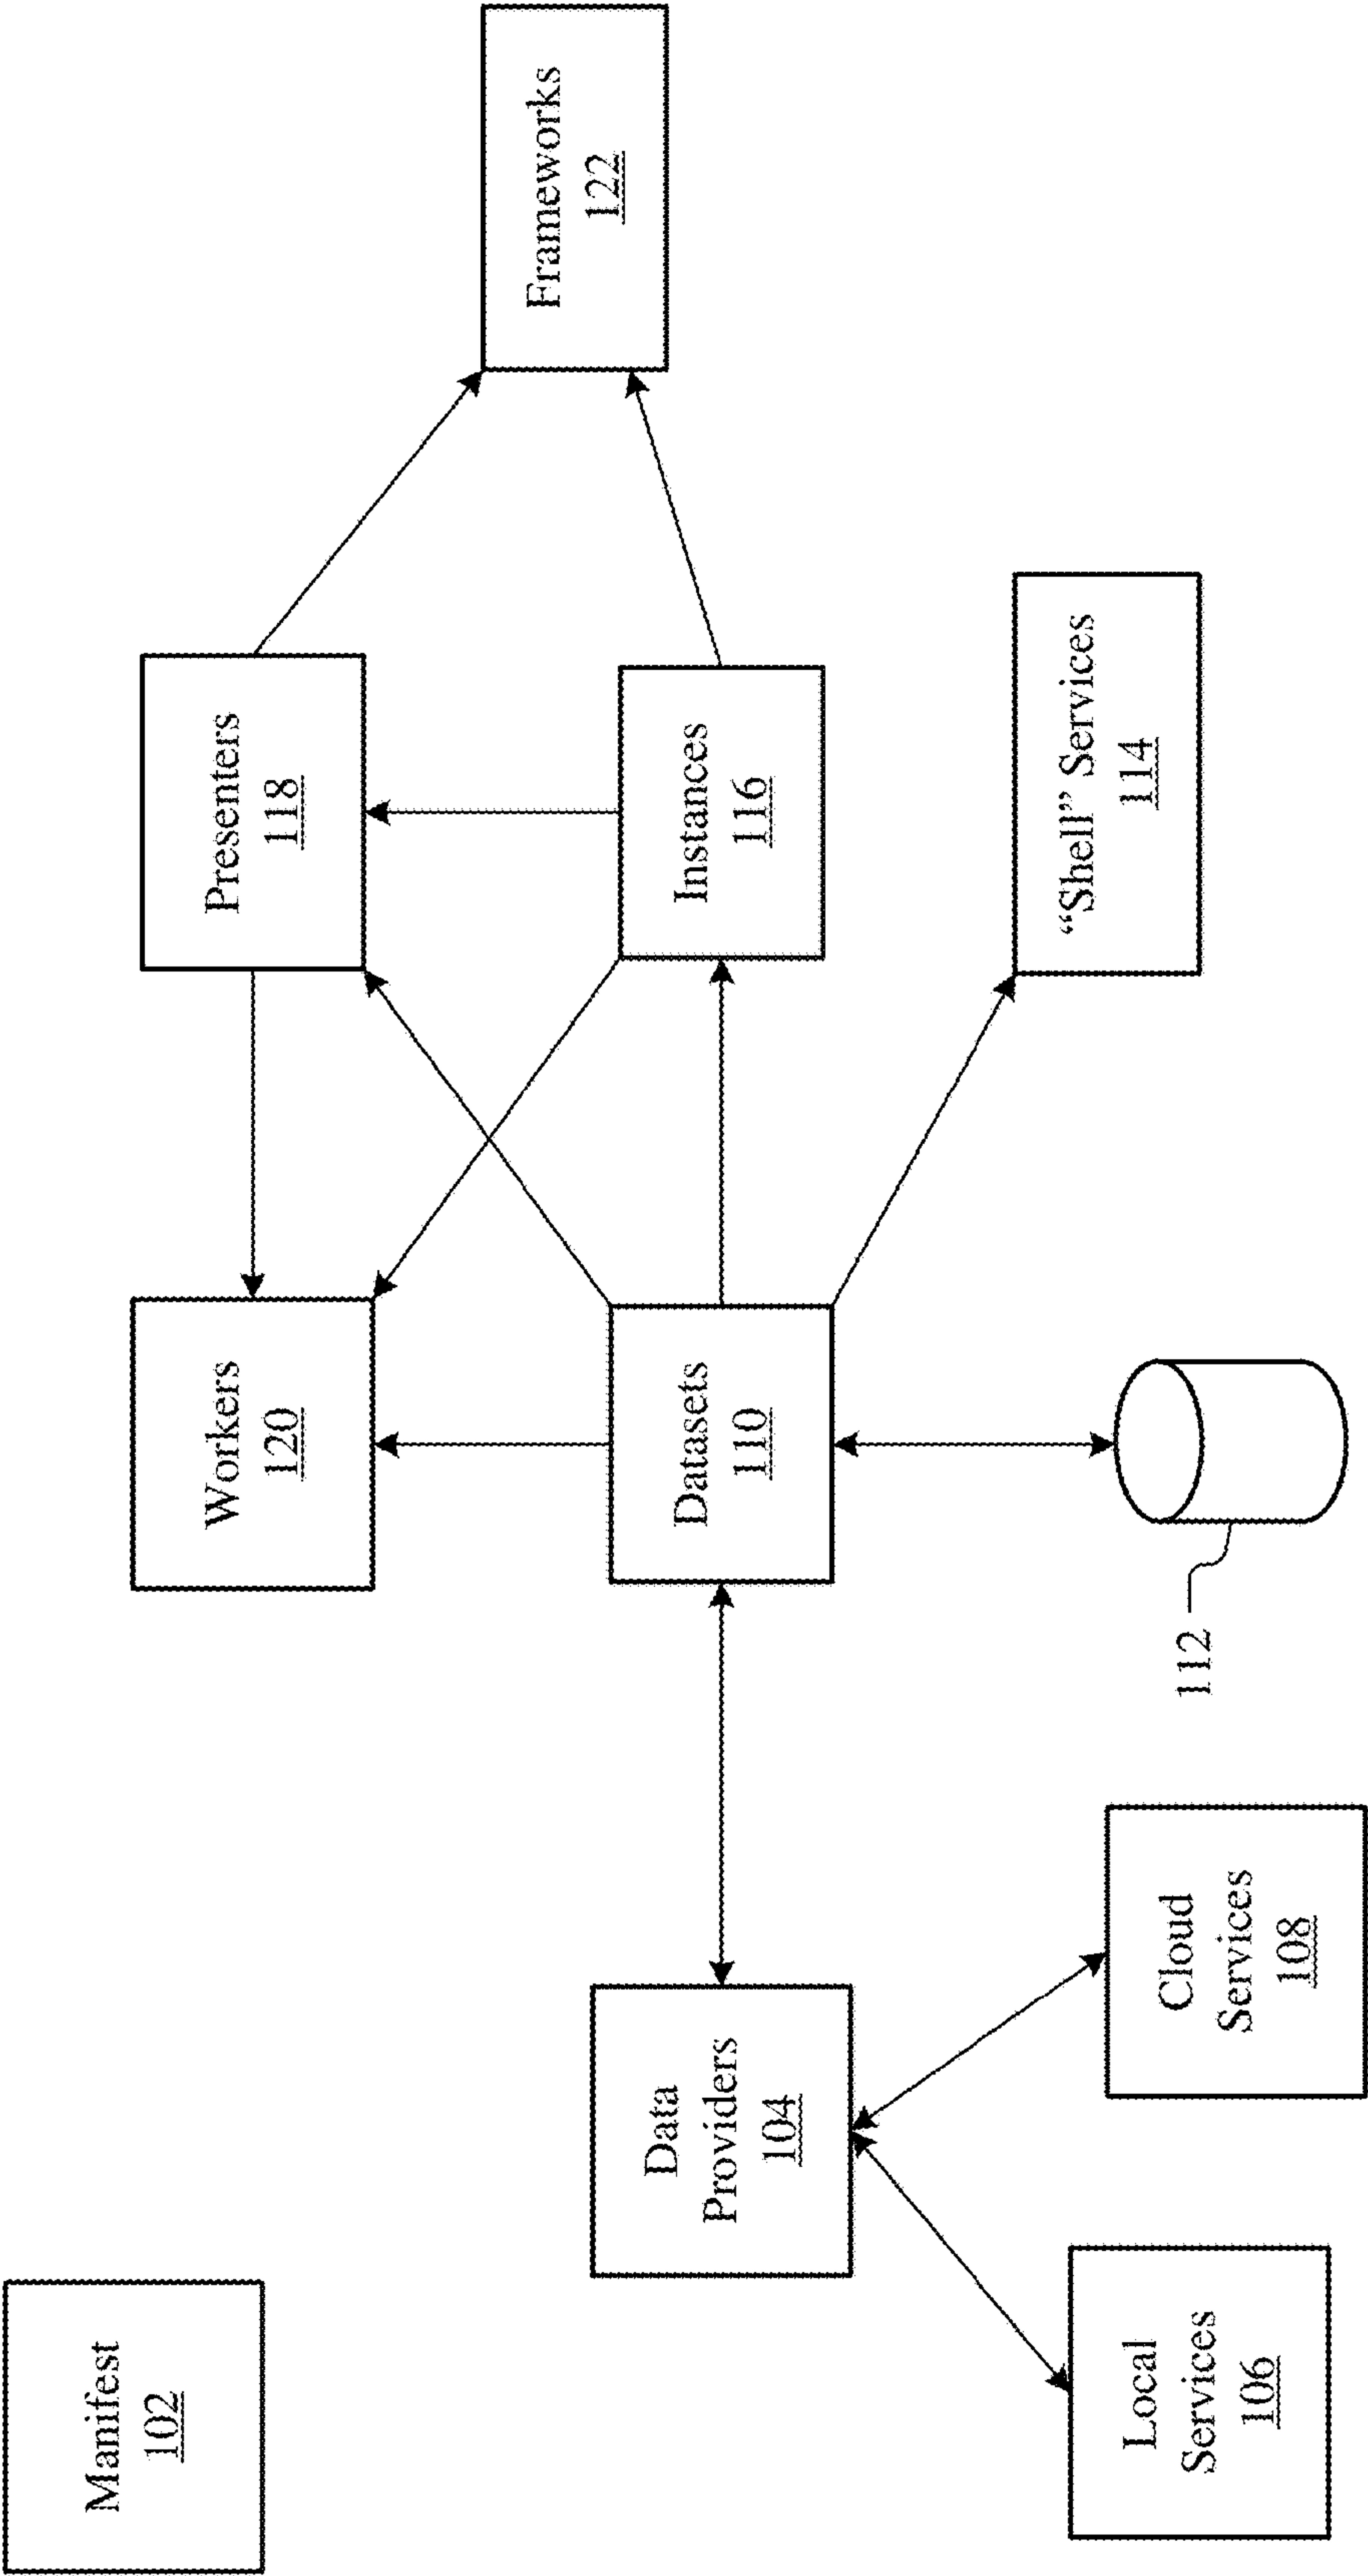 Manifest
102
Workers
120
Presenters
118
Data
Providers
104
Datasets
110
Instances
116
Frameworks
122
Local
Services
106
Cloud
Services
108
112
“Shell” Services
114